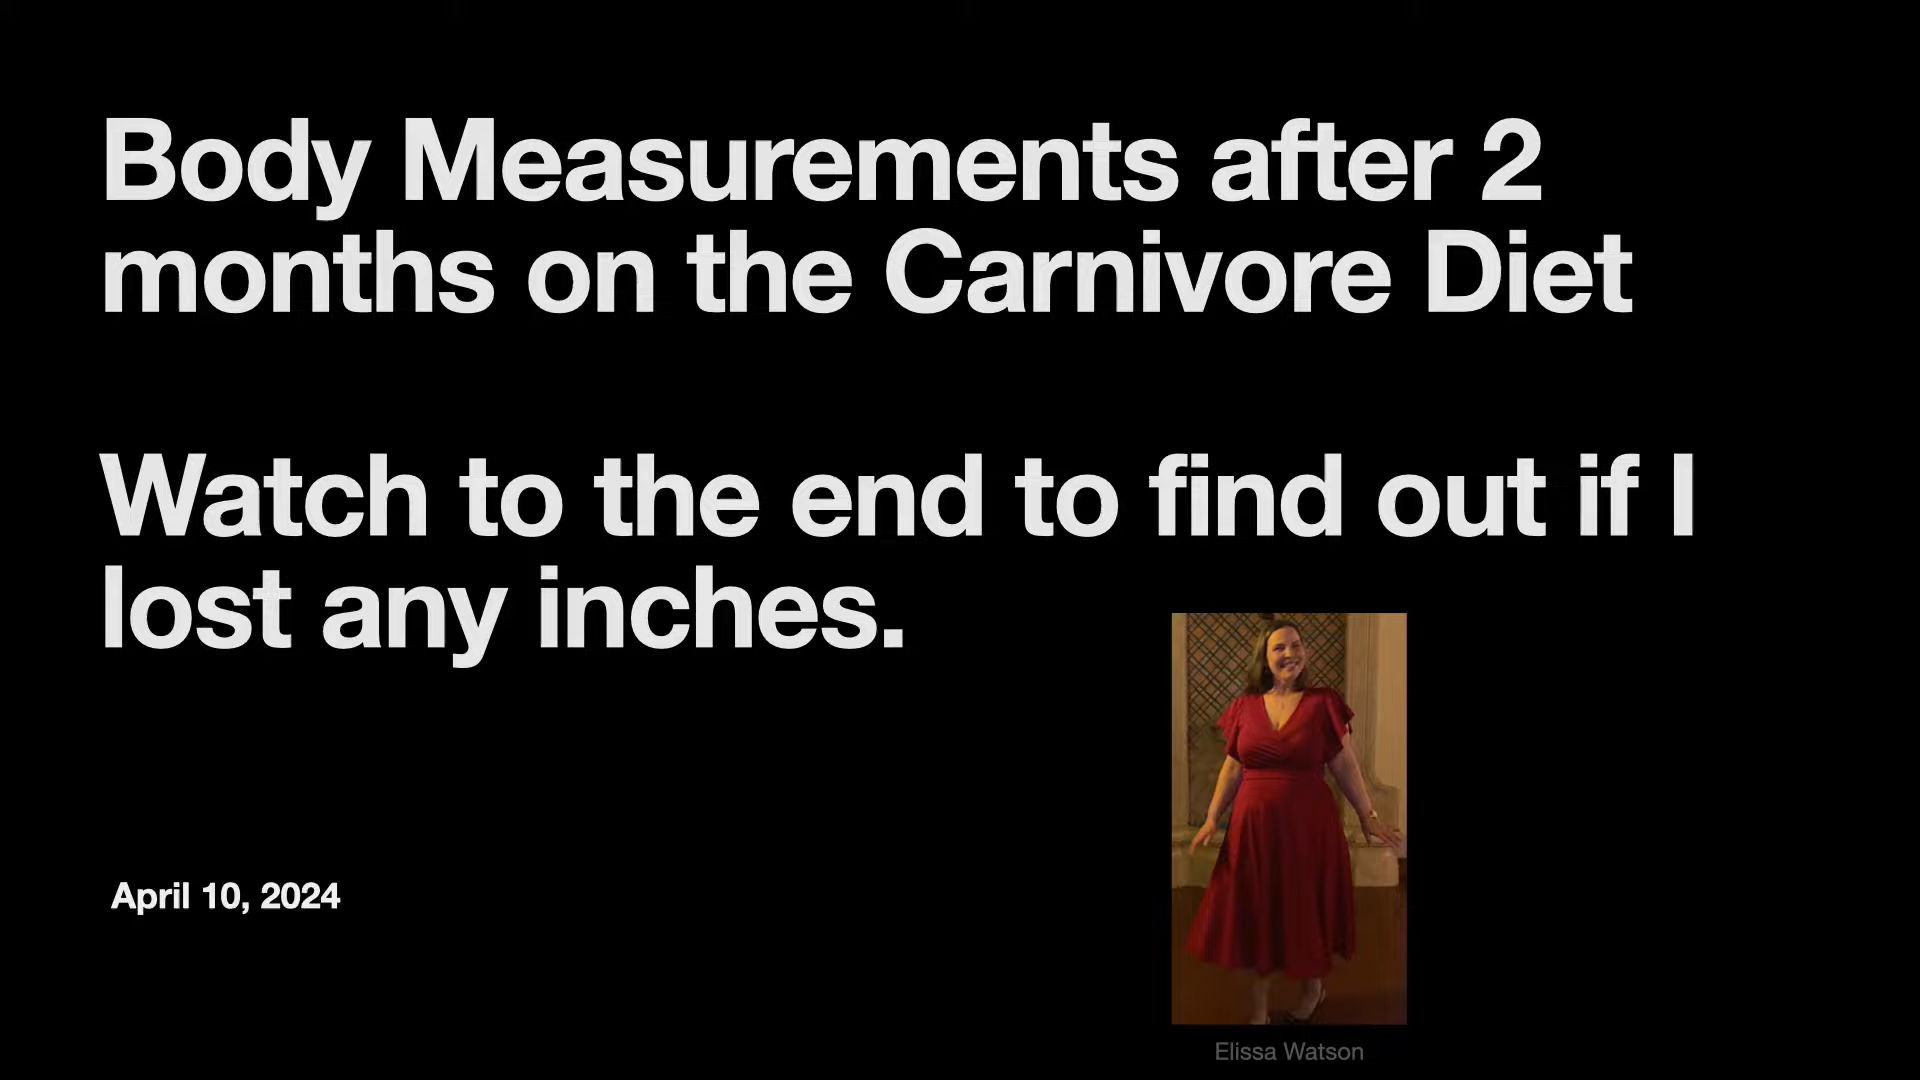 Body Measurements after 2
months on the Carnivore Diet
Watch to the end to find out if I
lost any inches.
April 10, 2024
Elissa Watson